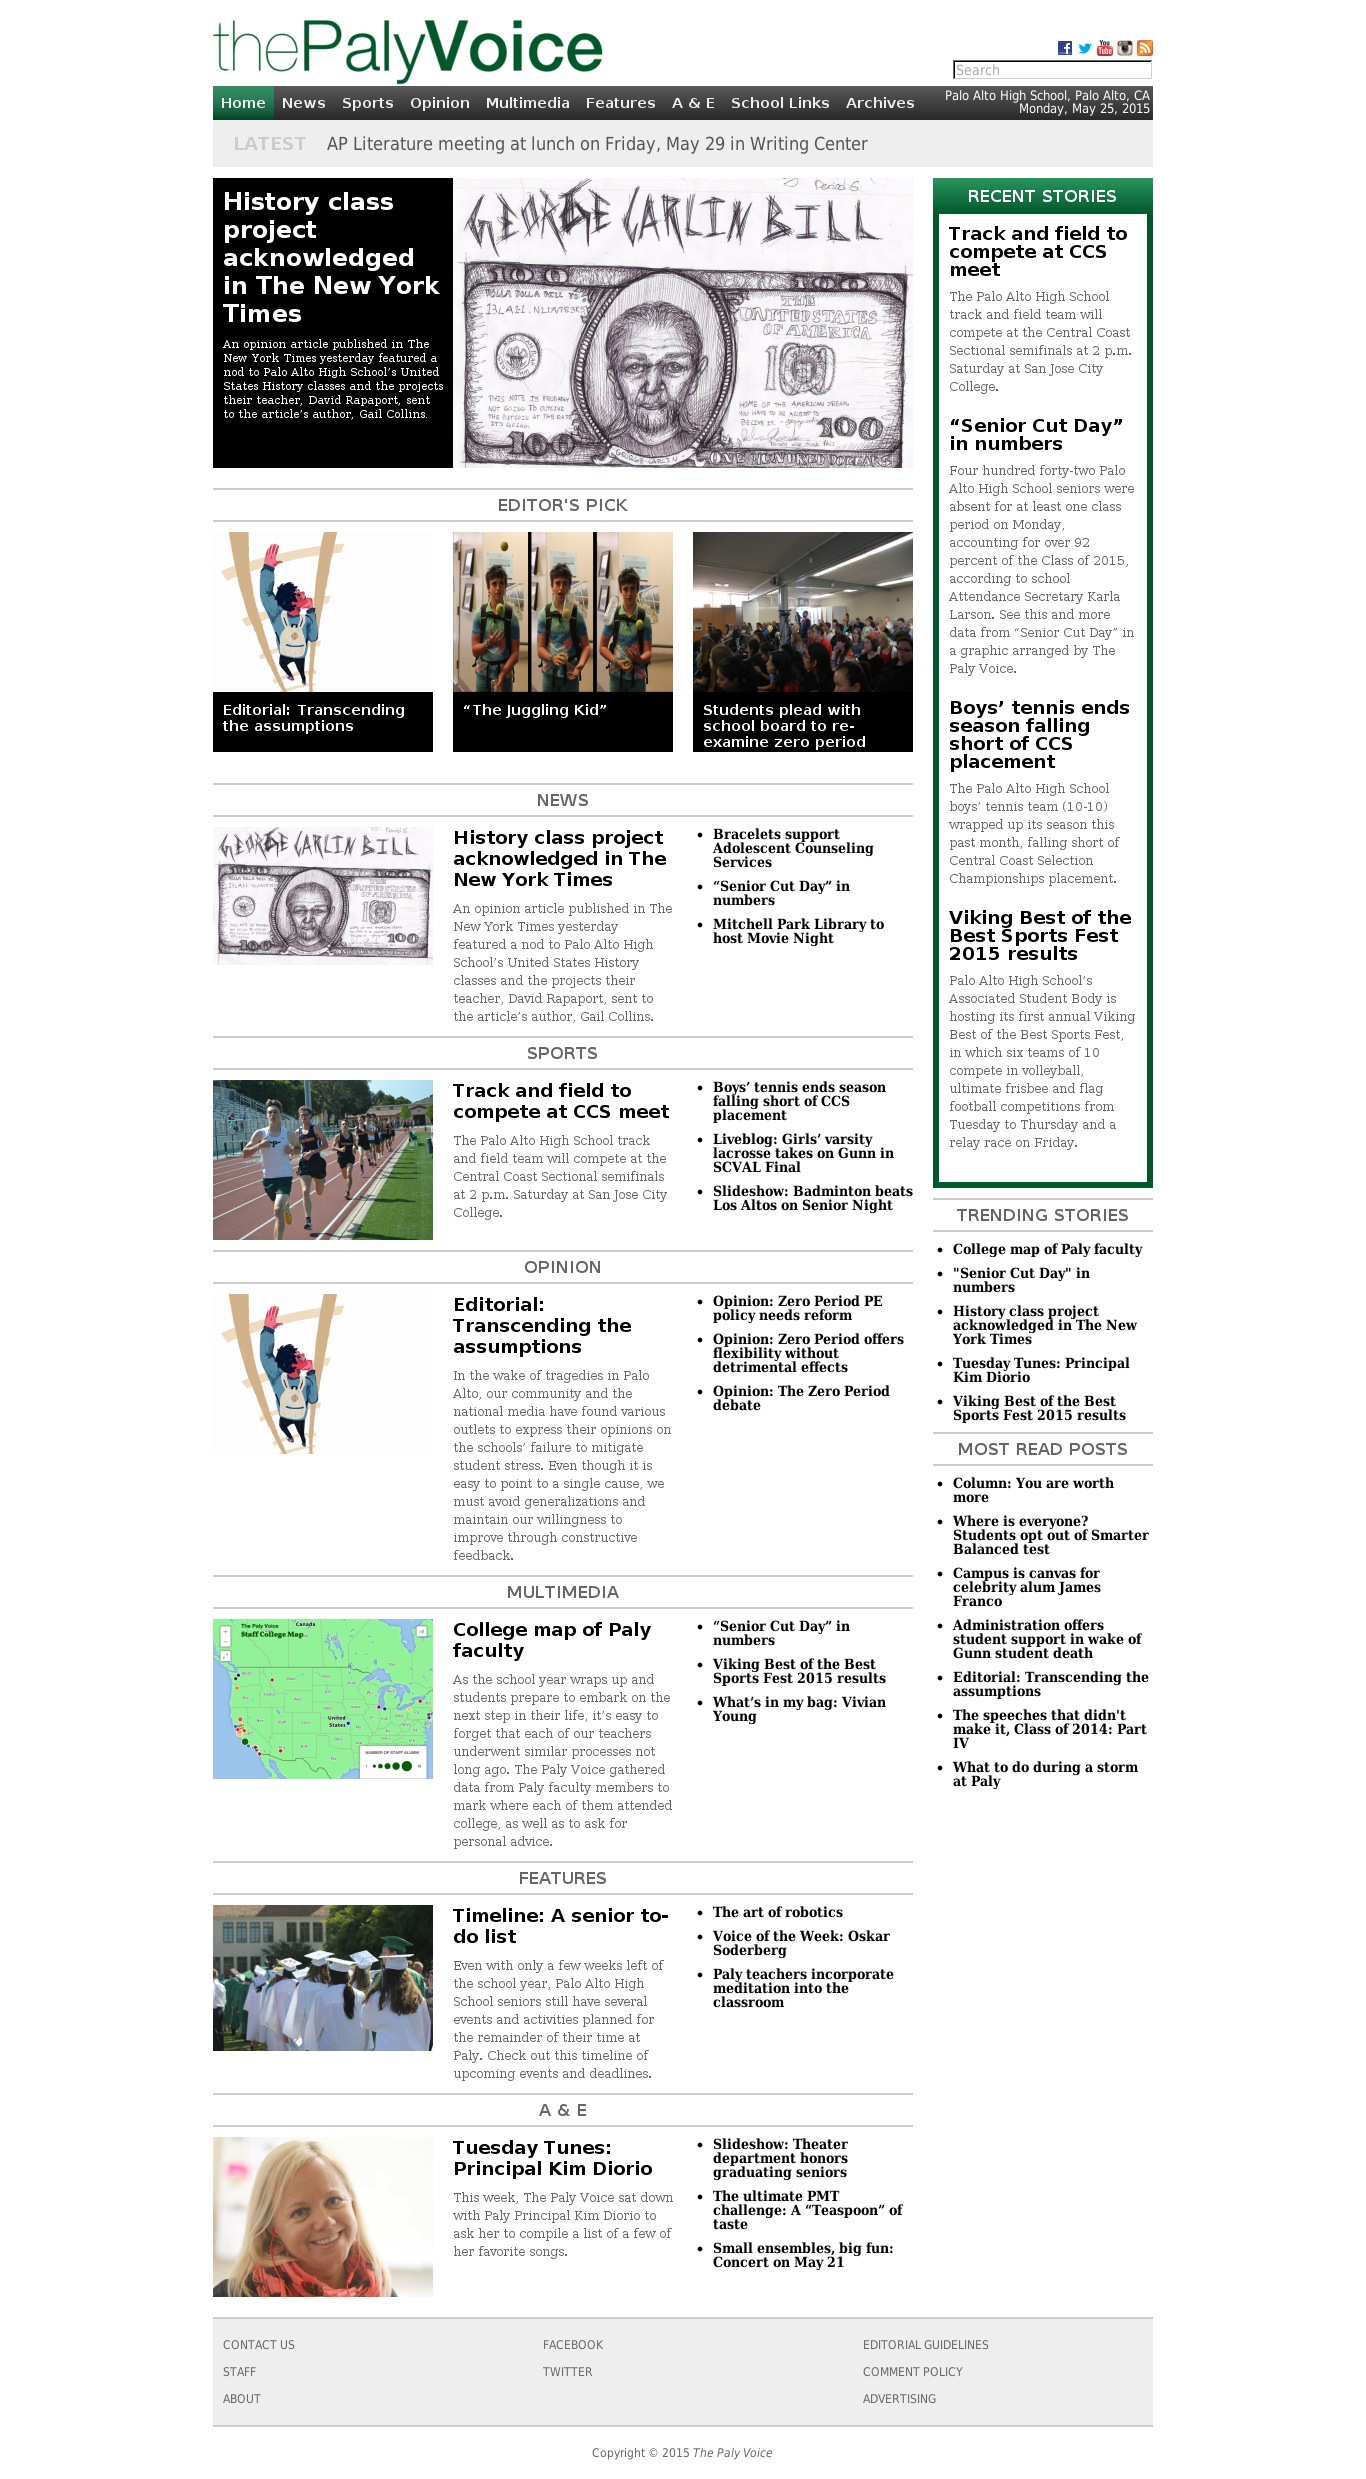 thePalyVoice
Search
Home News Sports Opinion Multimedia Features A & E School Links Archives
Palo Alto High School, Palo Alto, CA
Monday, May 25, 2015
LATEST AP Literature meeting at lunch on Friday, May 29 in Writing Center
History class
project
acknowledged
in The New York
Times
An opinion article published in The
New York Times yesterday featured a
nod to Palo Alto High School’s United
States History classes and the projects
their teacher, David Rapaport, sent
to the article’s author, Gail Collins.
GEORGE CARLIN BILL
Period 6
THE
UNITED STATES
OF AMERICA
100
100
GEORGE CARLIN
ONE HUNDRED DOLLARS
EDITOR'S PICK
Editorial: Transcending
the assumptions
“The Juggling Kid”
Students plead with
school board to re-
examine zero period
NEWS
GEORGE CARLIN BILL
100 100
History class project
acknowledged in The
New York Times
An opinion article published in The
New York Times yesterday
featured a nod to Palo Alto High
School’s United States History
classes and the projects their
teacher, David Rapaport, sent to
the article’s author, Gail Collins.
Bracelets support
Adolescent Counseling
Services
“Senior Cut Day” in
numbers
Mitchell Park Library to
host Movie Night
SPORTS
Track and field to
compete at CCS meet
The Palo Alto High School track
and field team will compete at the
Central Coast Sectional semifinals
at 2 p.m. Saturday at San Jose City
College.
Boys’ tennis ends season
falling short of CCS
placement
Liveblog: Girls’ varsity
lacrosse takes on Gunn in
SCVAL Final
Slideshow: Badminton beats
Los Altos on Senior Night
OPINION
Editorial:
Transcending the
assumptions
In the wake of tragedies in Palo
Alto, our community and the
national media have found various
outlets to express their opinions on
the schools’ failure to mitigate
student stress. Even though it is
easy to point to a single cause, we
must avoid generalizations and
maintain our willingness to
improve through constructive
feedback.
Opinion: Zero Period PE
policy needs reform
Opinion: Zero Period offers
flexibility without
detrimental effects
Opinion: The Zero Period
debate
MULTIMEDIA
The Paly Voice
Staff College Map
Canada
United
States
NUMBER OF STAFF ALUMNI
College map of Paly
faculty
As the school year wraps up and
students prepare to embark on the
next step in their life, it’s easy to
forget that each of our teachers
underwent similar processes not
long ago. The Paly Voice gathered
data from Paly faculty members to
mark where each of them attended
college, as well as to ask for
personal advice.
“Senior Cut Day” in
numbers
Viking Best of the Best
Sports Fest 2015 results
What’s in my bag: Vivian
Young
FEATURES
Timeline: A senior to-
do list
Even with only a few weeks left of
the school year, Palo Alto High
School seniors still have several
events and activities planned for
the remainder of their time at
Paly. Check out this timeline of
upcoming events and deadlines.
The art of robotics
Voice of the Week: Oskar
Soderberg
Paly teachers incorporate
meditation into the
classroom
A & E
Tuesday Tunes:
Principal Kim Diorio
This week, The Paly Voice sat down
with Paly Principal Kim Diorio to
ask her to compile a list of a few of
her favorite songs.
Slideshow: Theater
department honors
graduating seniors
The ultimate PMT
challenge: A “Teaspoon” of
taste
Small ensembles, big fun:
Concert on May 21
RECENT STORIES
Track and field to
compete at CCS
meet
The Palo Alto High School
track and field team will
compete at the Central Coast
Sectional semifinals at 2 p.m.
Saturday at San Jose City
College.
“Senior Cut Day”
in numbers
Four hundred forty-two Palo
Alto High School seniors were
absent for at least one class
period on Monday,
accounting for over 92
percent of the Class of 2015,
according to school
Attendance Secretary Karla
Larson. See this and more
data from “Senior Cut Day” in
a graphic arranged by The
Paly Voice.
Boys’ tennis ends
season falling
short of CCS
placement
The Palo Alto High School
boys’ tennis team (10-10)
wrapped up its season this
past month, falling short of
Central Coast Selection
Championships placement.
Viking Best of the
Best Sports Fest
2015 results
Palo Alto High School’s
Associated Student Body is
hosting its first annual Viking
Best of the Best Sports Fest,
in which six teams of 10
compete in volleyball,
ultimate frisbee and flag
football competitions from
Tuesday to Thursday and a
relay race on Friday.
TRENDING STORIES
College map of Paly faculty
"Senior Cut Day" in
numbers
History class project
acknowledged in The New
York Times
Tuesday Tunes: Principal
Kim Diorio
Viking Best of the Best
Sports Fest 2015 results
MOST READ POSTS
Column: You are worth
more
Where is everyone?
Students opt out of Smarter
Balanced test
Campus is canvas for
celebrity alum James
Franco
Administration offers
student support in wake of
Gunn student death
Editorial: Transcending the
assumptions
The speeches that didn't
make it, Class of 2014: Part
IV
What to do during a storm
at Paly
CONTACT US FACEBOOK EDITORIAL GUIDELINES
STAFF TWITTER COMMENT POLICY
ABOUT ADVERTISING
Copyright © 2015 The Paly Voice